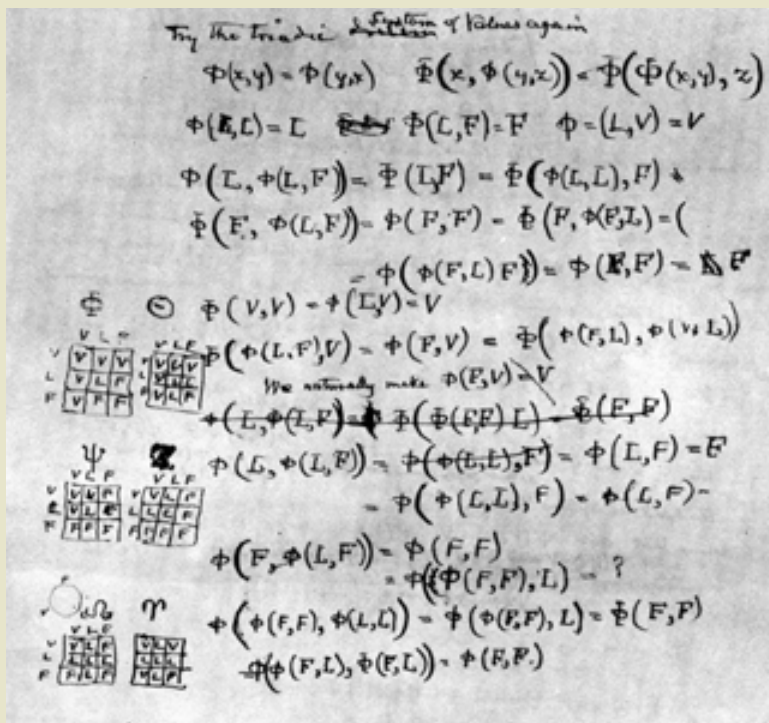 Try the Triadic System of Values again
Φ(x,y) = Φ(y,x) Φ(x, Φ(y,z)) = Φ(Φ(x,y), z)
Φ(L,L) = L Φ(L,F) = F Φ=(L,V) = V
Φ(L, Φ(L,F)) = Φ(L,F) = Φ(Φ(L,L), F)
Φ(F, Φ(L,F)) = Φ(F,F) = Φ(F, Φ(F,L) = (
= Φ(Φ(F,L) F)) = Φ(F,F) = F
Φ Θ Φ(V,V) = Φ(L,V) = V
V L F V L F
V V V V V L V
L V L F L
F V F F F
Φ(Φ(L,F),V) = Φ(F,V) = Φ(Φ(F,L), Φ(V,L))
We naturally make Φ(F,V) = V
Φ(L, Φ(L,F)) = Φ(Φ(F,F) L) = Φ(F,F)
Ψ Z Φ(L, Φ(L,F)) = Φ(Φ(L,L),F) = Φ(L,F) = F
V L F V L F
= Φ(Φ(L,L), F) = Φ(L,F) -
F F F F
Φ(F, Φ(L,F)) = Φ(F,F)
= Φ((Φ(F,F), L) = ?
Φ(Φ(F,F), Φ(L,L)) = Φ(Φ(F,F), L) = Φ(F,F)
V L F
V V L F V L V
L L L L L L L
F F L F V L F
=Φ(Φ(F,L), Φ(F,L)) = Φ(F,F)